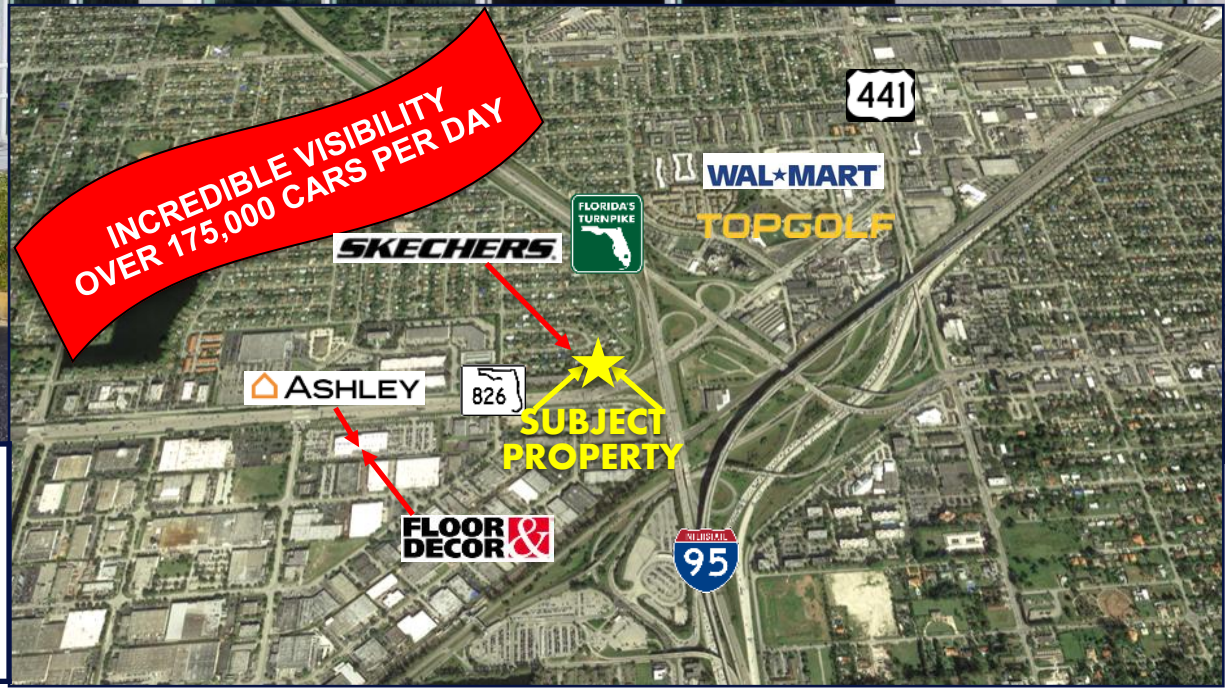 INCREDIBLE VISIBILITY
OVER 175,000 CARS PER DAY
441
WAL★MART
TOPGOLF
FLORIDA'S
TURNPIKE
SKECHERS
ASHLEY
826
SUBJECT
PROPERTY
FLOOR &
DECOR
INTERSTATE
95